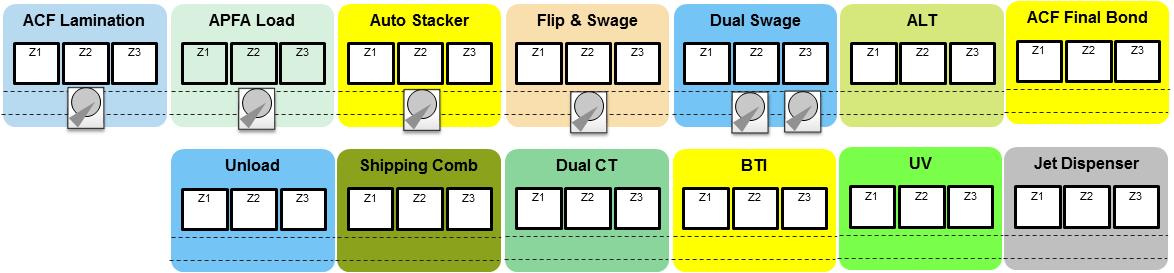 ACF Lamination
Z1 Z2 Z3
APFA Load
Z1 Z2 Z3
Auto Stacker
Z1 Z2 Z3
Flip & Swage
Z1 Z2 Z3
Dual Swage
Z1 Z2 Z3
ALT
Z1 Z2 Z3
ACF Final Bond
Z1 Z2 Z3
Unload
Z1 Z2 Z3
Shipping Comb
Z1 Z2 Z3
Dual CT
Z1 Z2 Z3
BTI
Z1 Z2 Z3
UV
Z1 Z2 Z3
Jet Dispenser
Z1 Z2 Z3